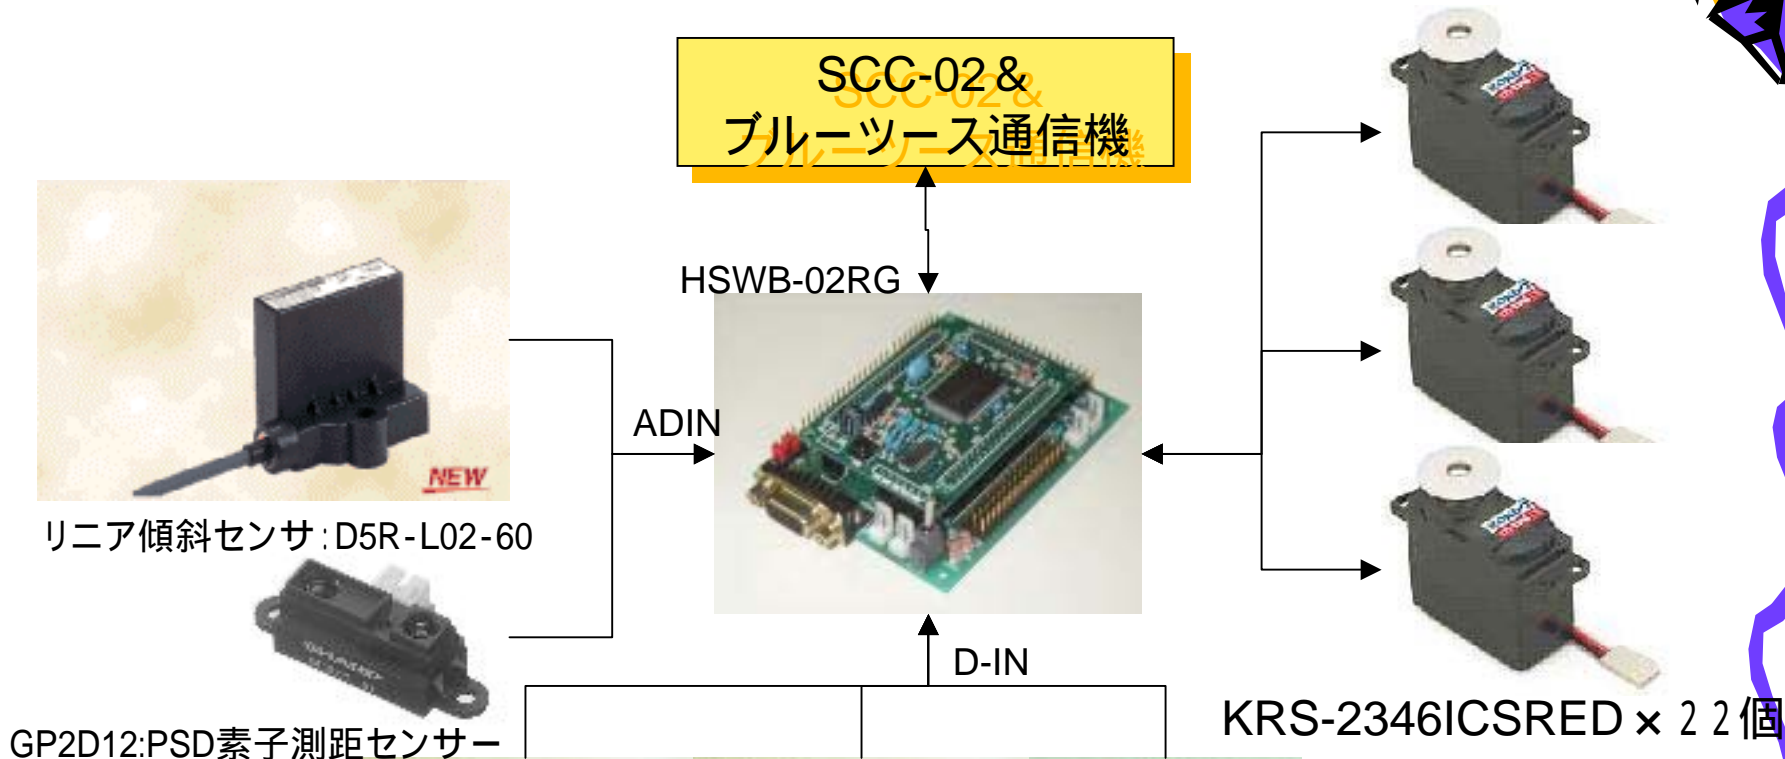 SCC-02&
ブルーツース通信機
HSWB-02RG
ADIN
NEW
リニア傾斜センサ:D5R-L02-60
D-IN
KRS-2346ICSRED×22個
GP2D12:PSD素子測距センサー